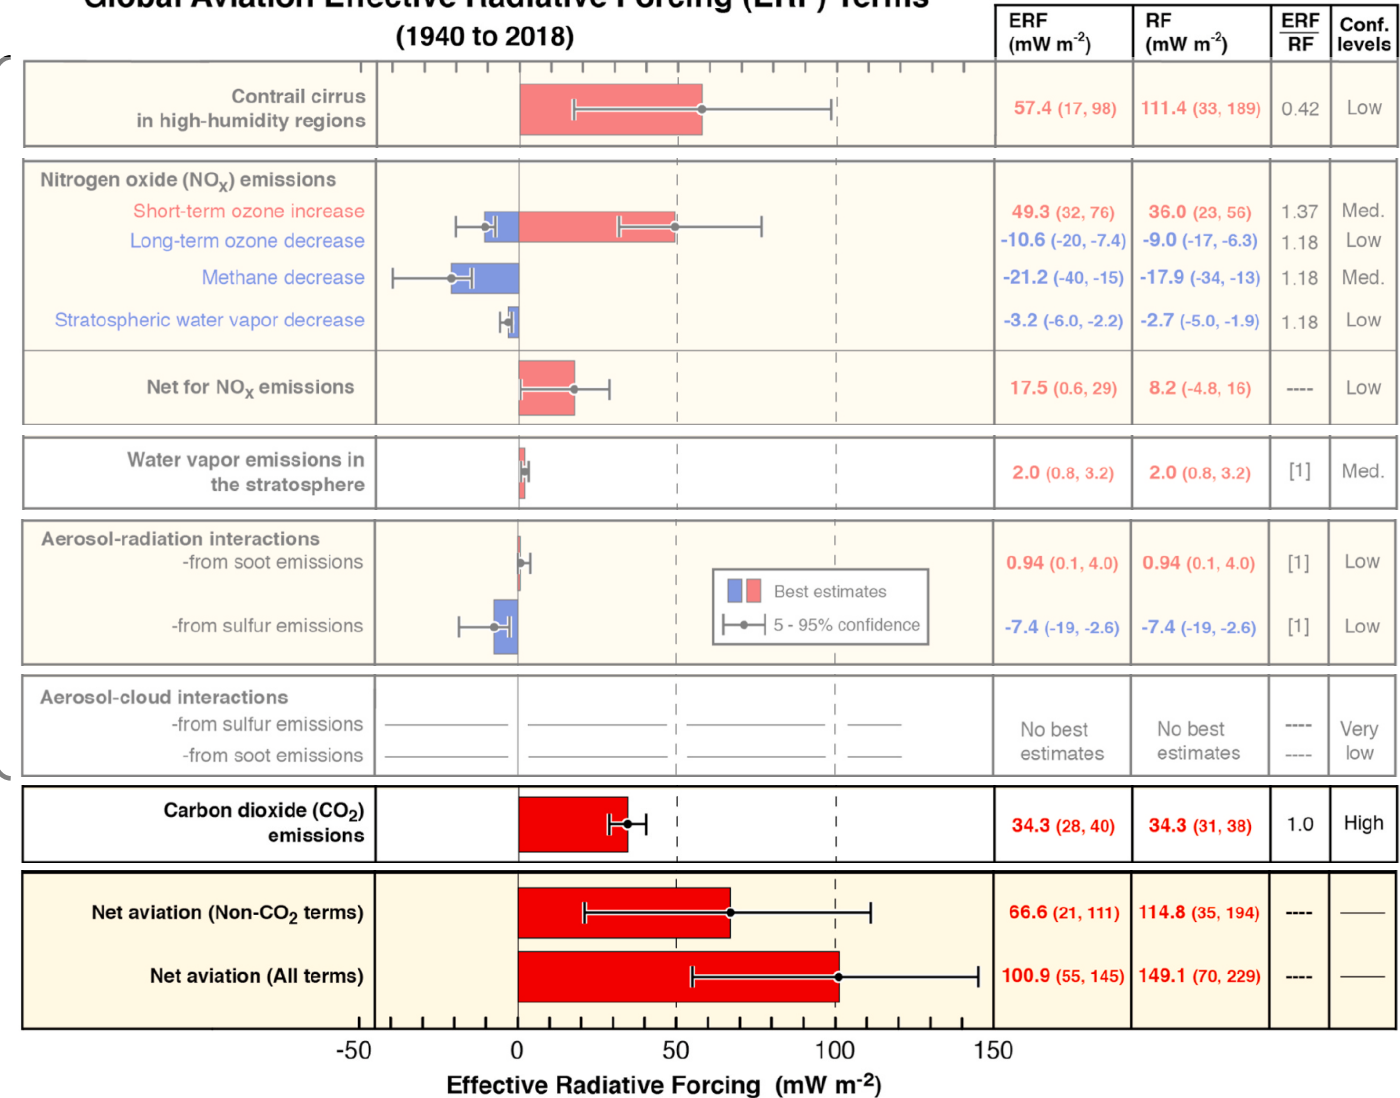 Global Aviation Effective Radiative Forcing (ERF) Terms
(1940 to 2018)
ERF (mW m⁻²) RF (mW m⁻²) ERF/RF Conf. levels
Contrail cirrus
in high-humidity regions
57.4 (17, 98) 111.4 (33, 189) 0.42 Low
Nitrogen oxide (NOₓ) emissions
Short-term ozone increase 49.3 (32, 76) 36.0 (23, 56) 1.37 Med.
Long-term ozone decrease -10.6 (-20, -7.4) -9.0 (-17, -6.3) 1.18 Low
Methane decrease -21.2 (-40, -15) -17.9 (-34, -13) 1.18 Med.
Stratospheric water vapor decrease -3.2 (-6.0, -2.2) -2.7 (-5.0, -1.9) 1.18 Low
Net for NOₓ emissions 17.5 (0.6, 29) 8.2 (-4.8, 16) ---- Low
Water vapor emissions in
the stratosphere
2.0 (0.8, 3.2) 2.0 (0.8, 3.2) [1] Med.
Aerosol-radiation interactions
-from soot emissions 0.94 (0.1, 4.0) 0.94 (0.1, 4.0) [1] Low
Best estimates
5 - 95% confidence
-from sulfur emissions -7.4 (-19, -2.6) -7.4 (-19, -2.6) [1] Low
Aerosol-cloud interactions
-from sulfur emissions
-from soot emissions
No best estimates No best estimates ---- ---- Very low
Carbon dioxide (CO₂)
emissions
34.3 (28, 40) 34.3 (31, 38) 1.0 High
Net aviation (Non-CO₂ terms) 66.6 (21, 111) 114.8 (35, 194) ----
Net aviation (All terms) 100.9 (55, 145) 149.1 (70, 229) ----
-50 0 50 100 150
Effective Radiative Forcing (mW m⁻²)